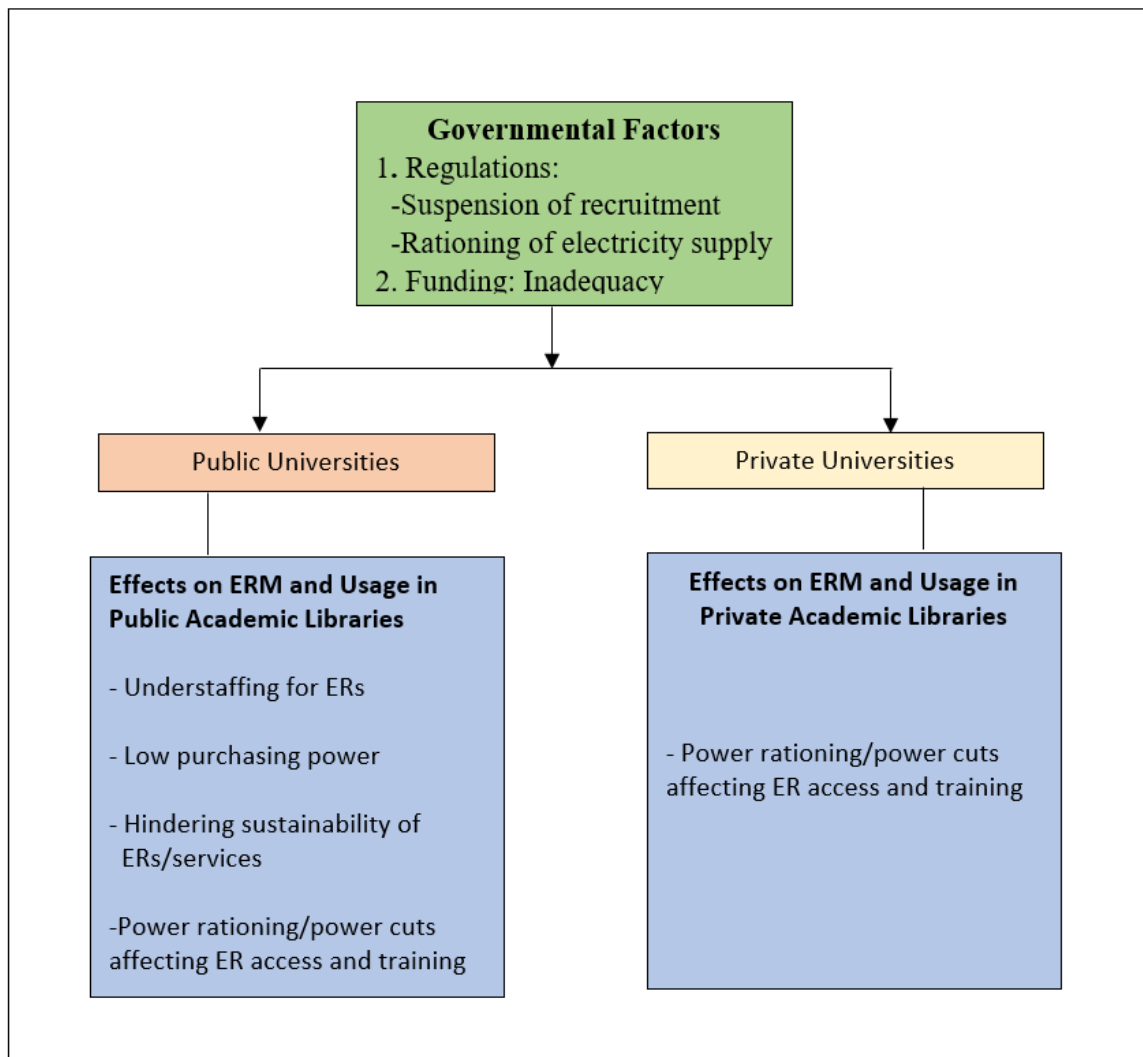 Governmental Factors
1. Regulations:
-Suspension of recruitment
-Rationing of electricity supply
2. Funding: Inadequacy
Public Universities
Private Universities
Effects on ERM and Usage in
Public Academic Libraries
- Understaffing for ERs
- Low purchasing power
- Hindering sustainability of
ERs/services
-Power rationing/power cuts
affecting ER access and training
Effects on ERM and Usage in
Private Academic Libraries
- Power rationing/power cuts
affecting ER access and training